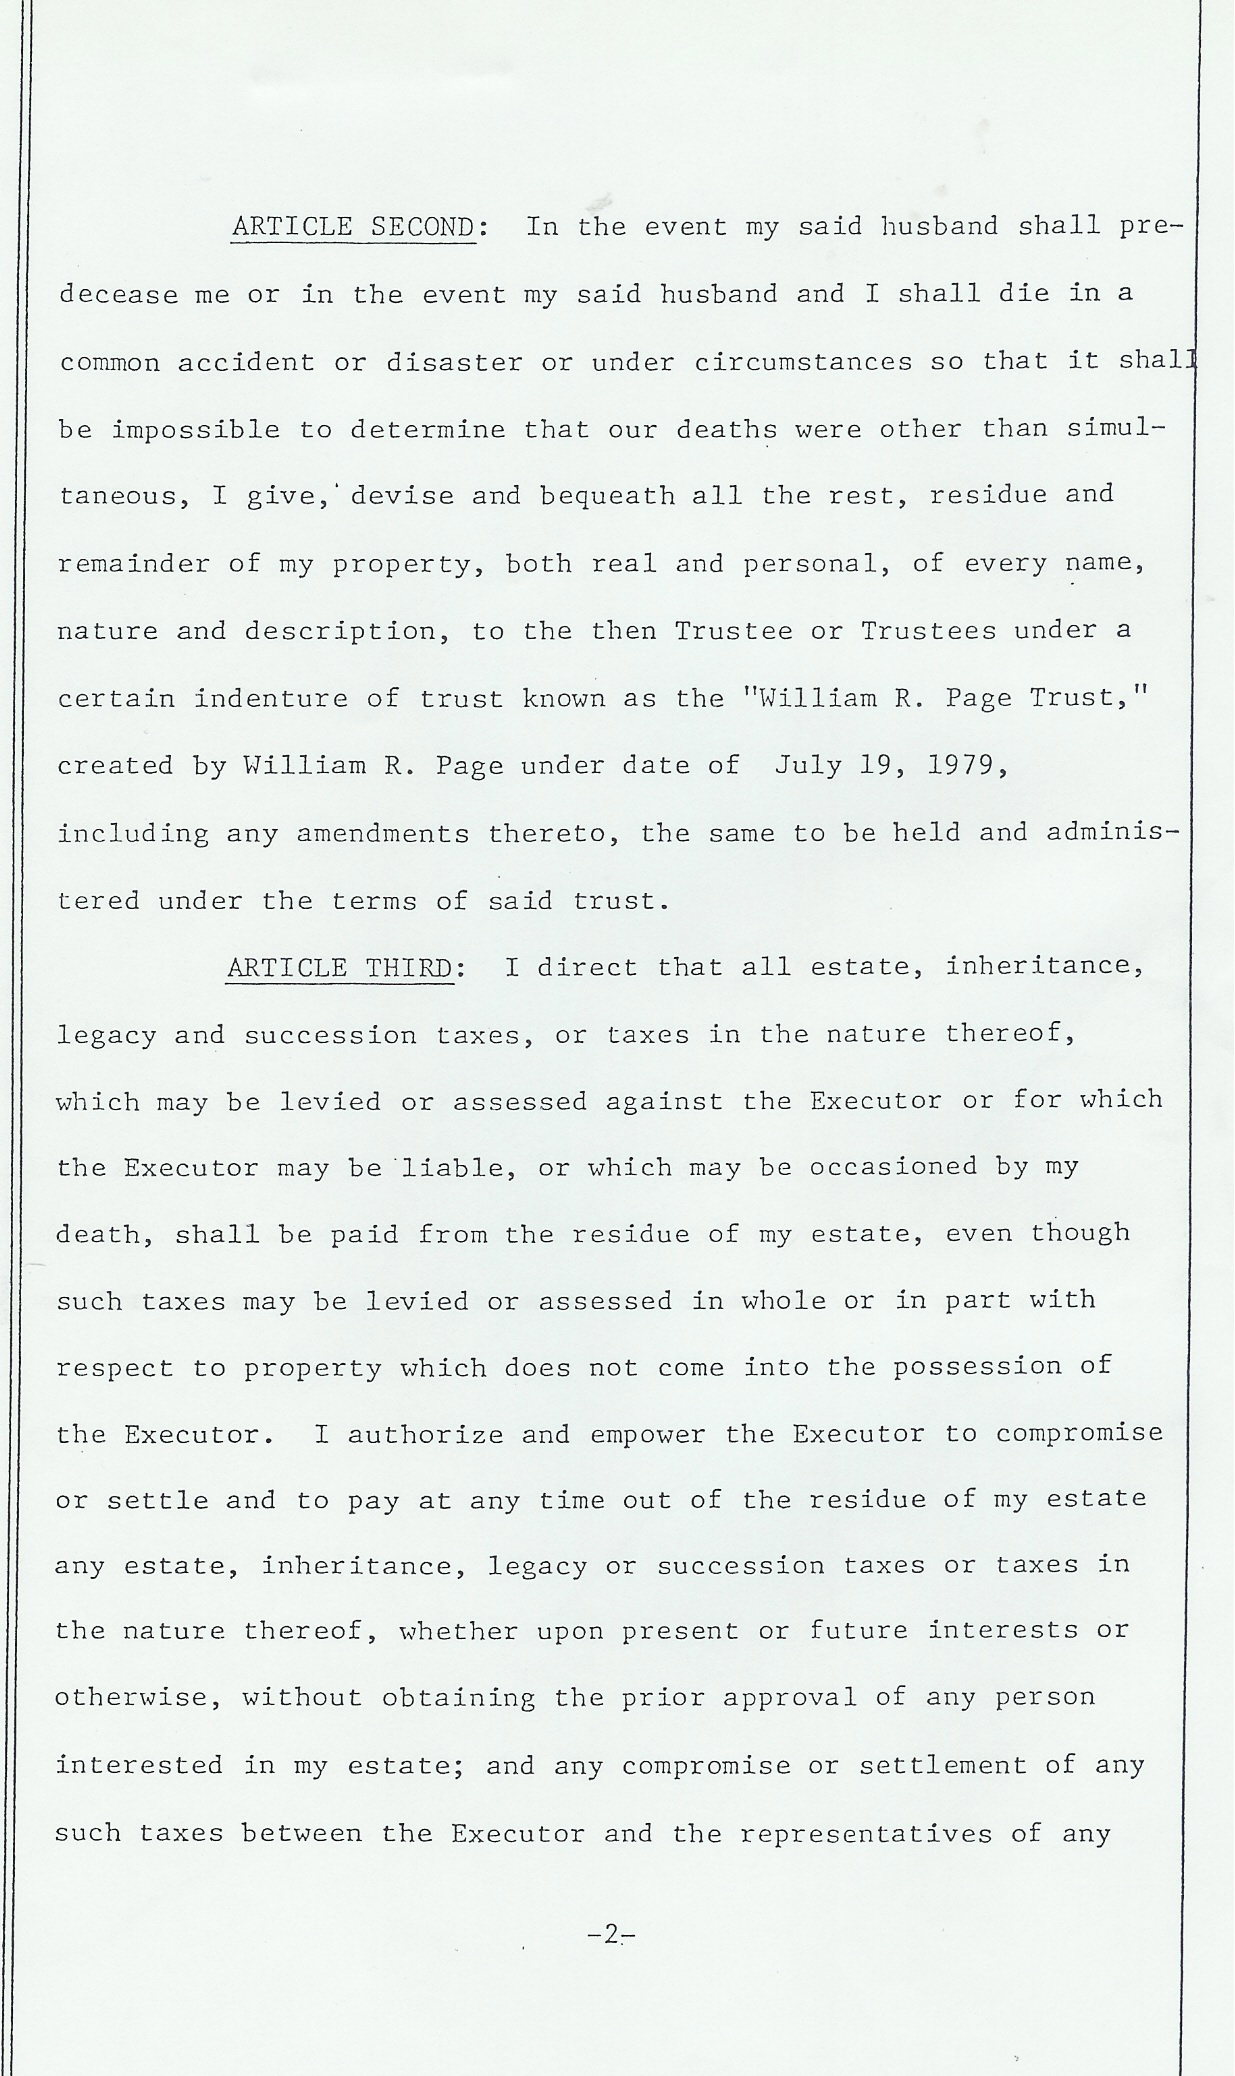 ARTICLE SECOND: In the event my said husband shall pre-
decease me or in the event my said husband and I shall die in a
common accident or disaster or under circumstances so that it shall
be impossible to determine that our deaths were other than simul-
taneous, I give, devise and bequeath all the rest, residue and
remainder of my property, both real and personal, of every name,
nature and description, to the then Trustee or Trustees under a
certain indenture of trust known as the "William R. Page Trust,"
created by William R. Page under date of July 19, 1979,
including any amendments thereto, the same to be held and adminis-
tered under the terms of said trust.
ARTICLE THIRD: I direct that all estate, inheritance,
legacy and succession taxes, or taxes in the nature thereof,
which may be levied or assessed against the Executor or for which
the Executor may be liable, or which may be occasioned by my
death, shall be paid from the residue of my estate, even though
such taxes may be levied or assessed in whole or in part with
respect to property which does not come into the possession of
the Executor. I authorize and empower the Executor to compromise
or settle and to pay at any time out of the residue of my estate
any estate, inheritance, legacy or succession taxes or taxes in
the nature thereof, whether upon present or future interests or
otherwise, without obtaining the prior approval of any person
interested in my estate; and any compromise or settlement of any
such taxes between the Executor and the representatives of any
-2-